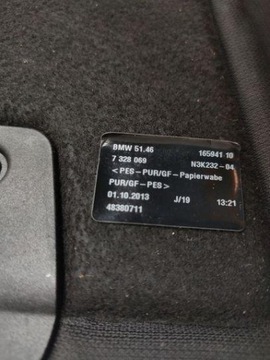 BMW 51.46 165941 10
7 328 069 N3K232-04
<PES-PUR/GF-Papierwabe
PUR/GF-PES>
01.10.2013 J/19 13:21
48380711